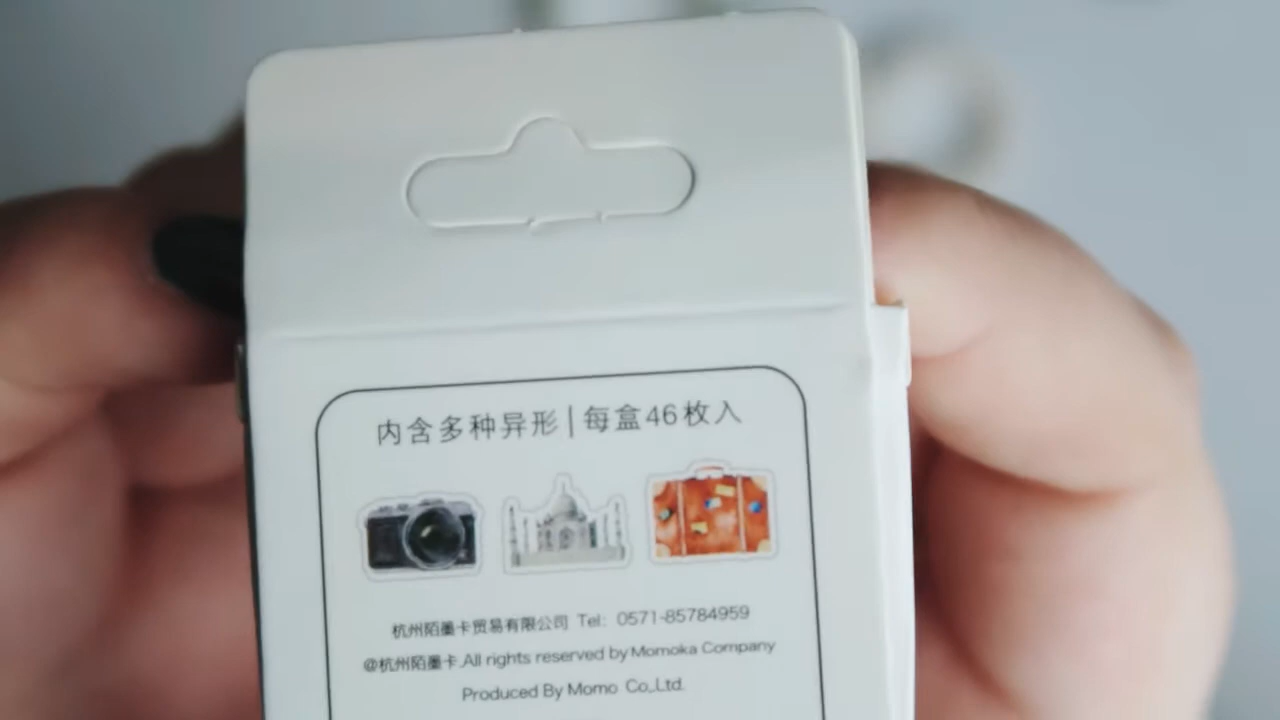 内含多种异形|每盒46枚入
杭州陌墨卡贸易有限公司 Tel: 0571-85784959
@杭州陌墨卡.All rights reserved by Momoka Company
Produced By Momo Co.,Ltd.